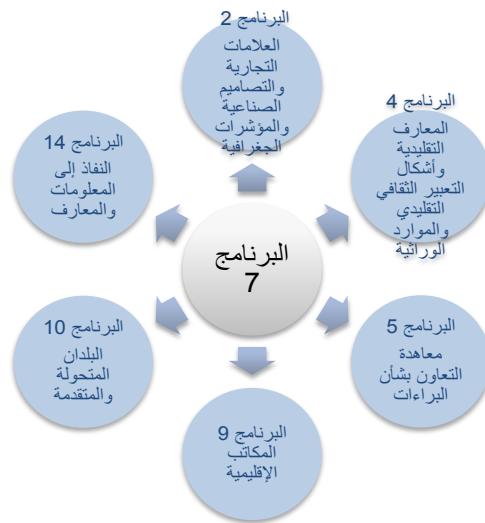 البرنامج 2
العلامات
التجارية
والتصاميم
الصناعية
والمؤشرات
الجغرافية
البرنامج 4
المعارف
التقليدية
وأشكال
التعبير الثقافي
التقليدي
والموارد
الوراثية
البرنامج 14
النفاذ إلى
المعلومات
والمعارف
البرنامج
7
البرنامج 5
معاهدة
التعاون بشأن
البراءات
البرنامج 10
البلدان
المتحولة
والمتقدمة
البرنامج 9
المكاتب
الإقليمية